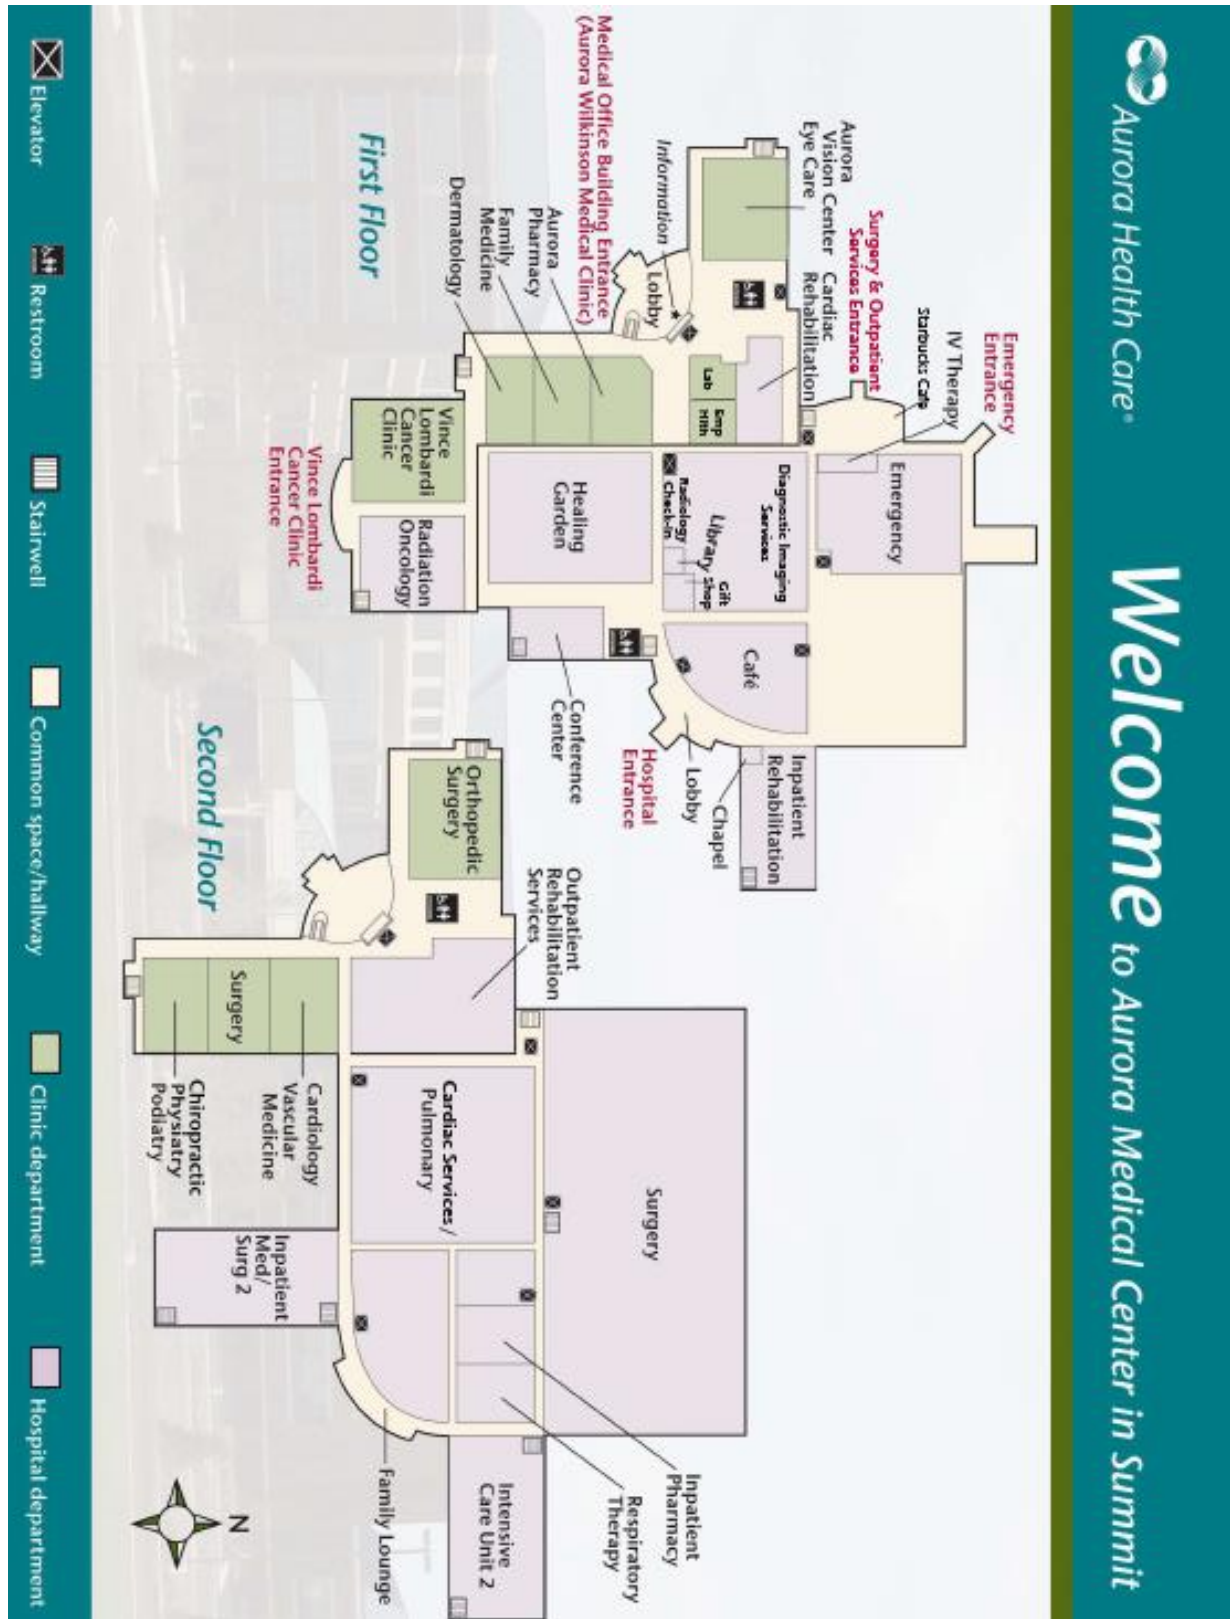 Aurora Health Care®
Welcome to Aurora Medical Center in Summit
Emergency
Entrance
IV Therapy
Starbucks Cafe
Surgery & Outpatient
Services Entrance
Cardiac
Rehabilitation
Aurora
Vision Center
Eye Care
Information
Medical Office Building Entrance
(Aurora Wilkinson Medical Clinic)
Lobby
Emergency
Diagnostic Imaging
Services
Library
Gift
Shop
Radiology
Check-in
Lab
Emp
Hlth
Café
Inpatient
Rehabilitation
Chapel
Lobby
Hospital
Entrance
Healing
Garden
Conference
Center
Aurora
Pharmacy
Family
Medicine
Dermatology
Vince
Lombardi
Cancer
Clinic
Radiation
Oncology
Vince Lombardi
Cancer Clinic
Entrance
First Floor
Second Floor
Orthopedic
Surgery
Outpatient
Rehabilitation
Services
Surgery
Cardiac Services/
Pulmonary
Inpatient
Pharmacy
Respiratory
Therapy
Intensive
Care Unit 2
Family Lounge
Surgery
Cardiology
Vascular
Medicine
Chiropractic
Physiatry
Podiatry
Inpatient
Med/
Surg 2
N
Elevator
Restroom
Stairwell
Common space/hallway
Clinic department
Hospital department